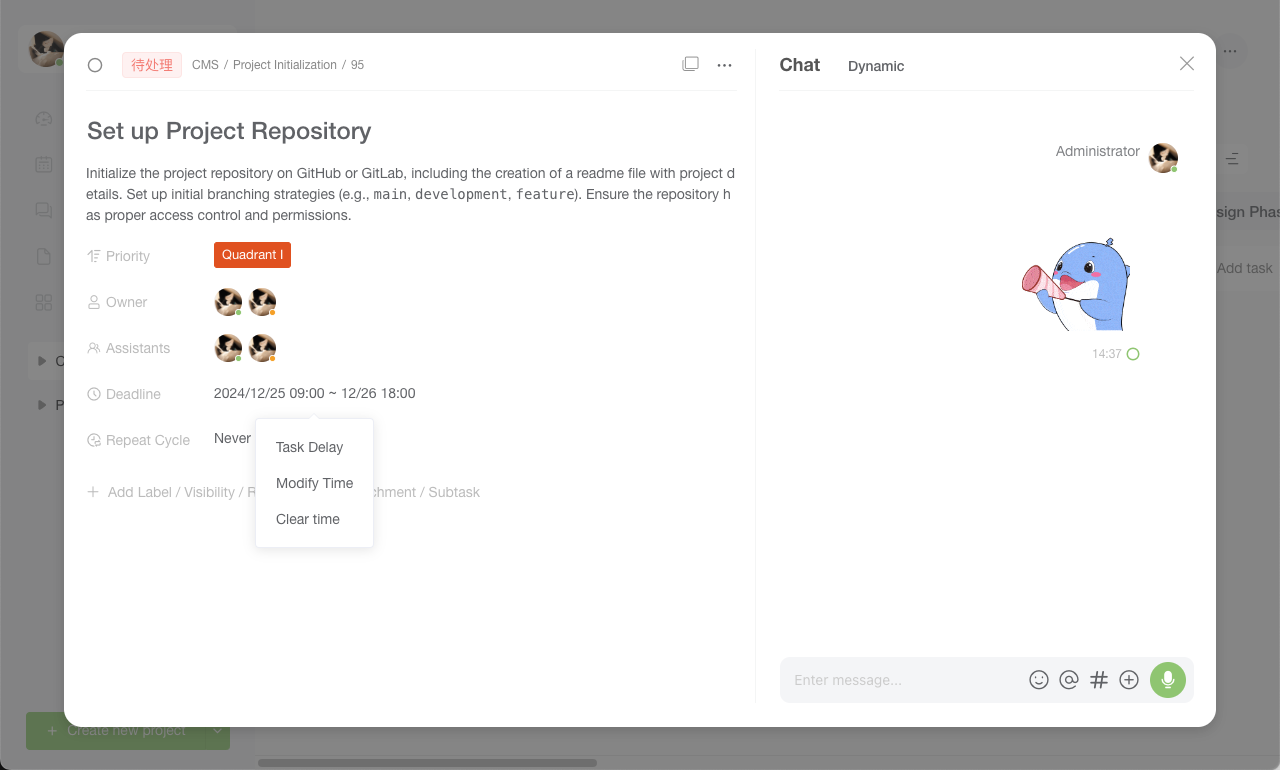 待处理 CMS / Project Initialization / 95
Chat Dynamic
Set up Project Repository
Initialize the project repository on GitHub or GitLab, including the creation of a readme file with project d
etails. Set up initial branching strategies (e.g., main, development, feature). Ensure the repository h
as proper access control and permissions.
Priority Quadrant I
Owner
Assistants
Deadline 2024/12/25 09:00 ~ 12/26 18:00
Repeat Cycle Never
Add Label / Visibility / R
chment / Subtask
Task Delay
Modify Time
Clear time
Administrator
14:37
Enter message...
sign Phas
Add task
C
P
Create new project